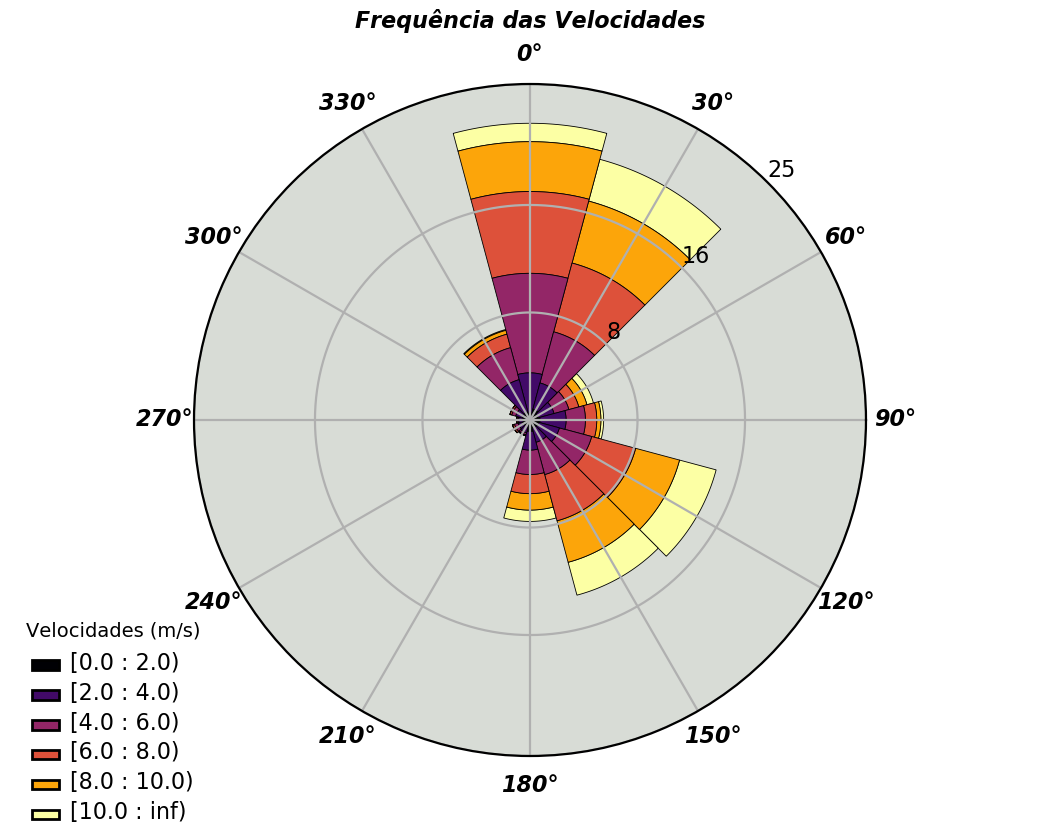 Frequência das Velocidades
0°
330°
30°
25
300°
60°
16
8
270°
90°
240°
120°
210°
150°
180°
Velocidades (m/s)
[0.0 : 2.0)
[2.0 : 4.0)
[4.0 : 6.0)
[6.0 : 8.0)
[8.0 : 10.0)
[10.0 : inf)